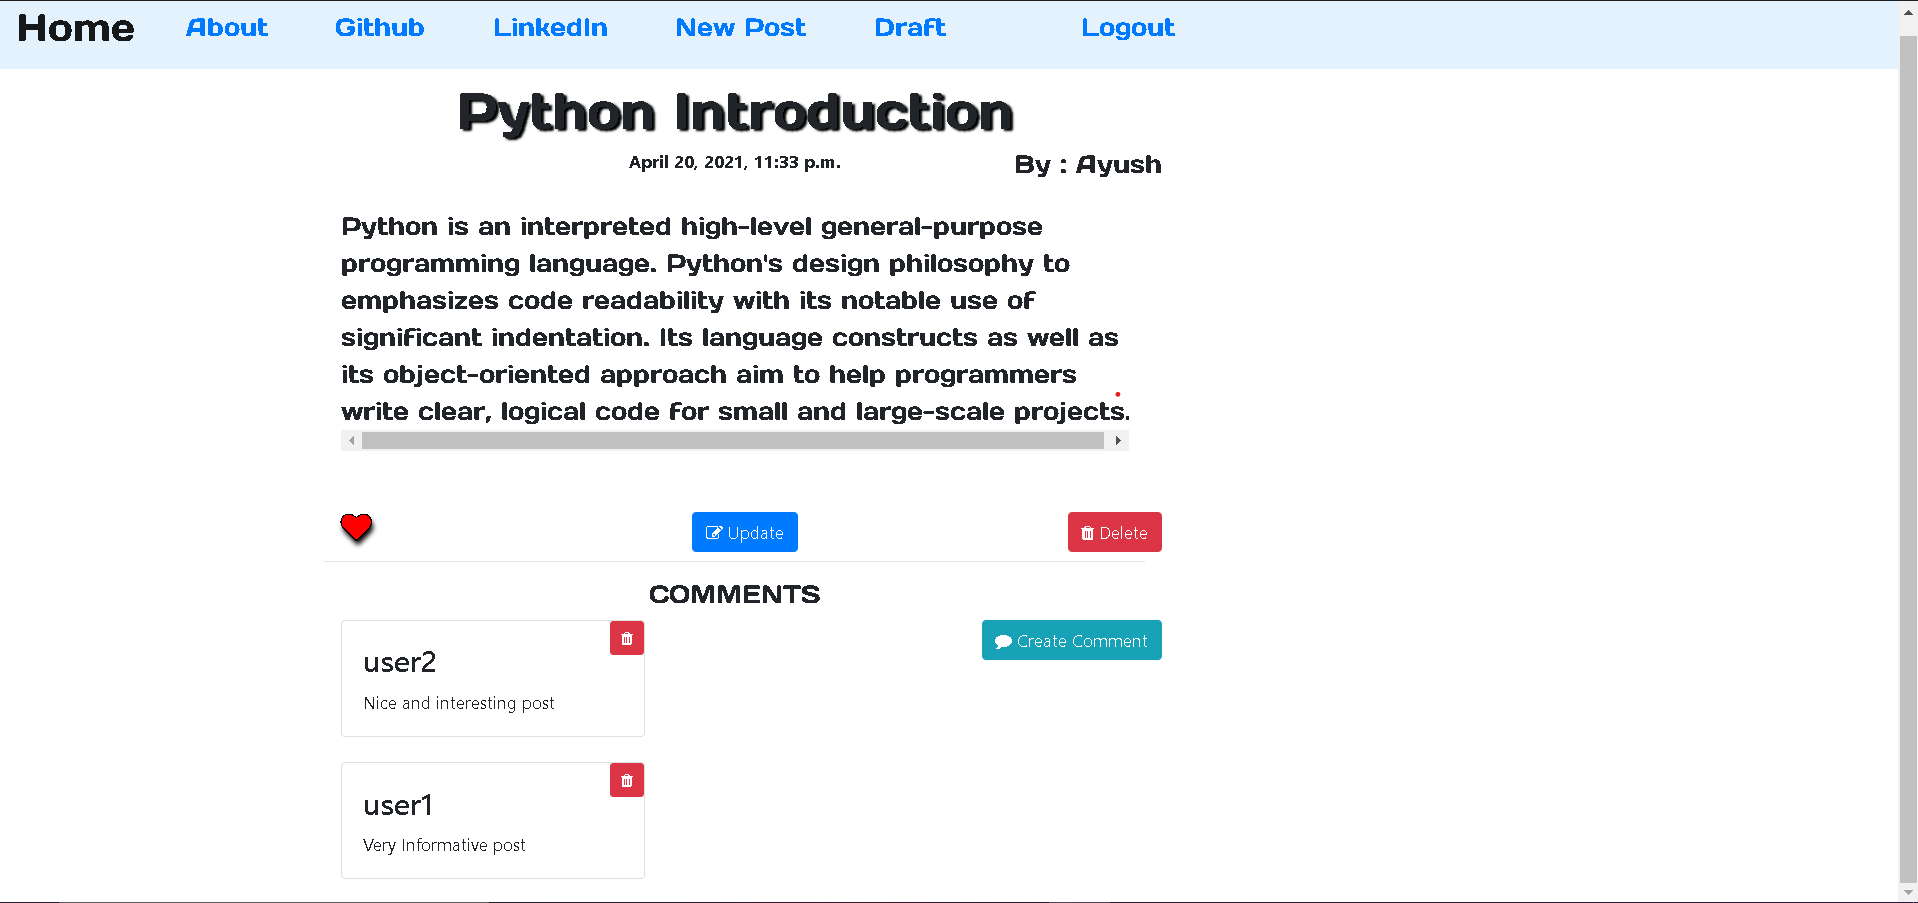 Home About Github LinkedIn New Post Draft Logout
Python Introduction
April 20, 2021, 11:33 p.m.
By : Ayush
Python is an interpreted high-level general-purpose
programming language. Python's design philosophy to
emphasizes code readability with its notable use of
significant indentation. Its language constructs as well as
its object-oriented approach aim to help programmers
write clear, logical code for small and large-scale projects.
Update
Delete
COMMENTS
Create Comment
user2
Nice and interesting post
user1
Very Informative post